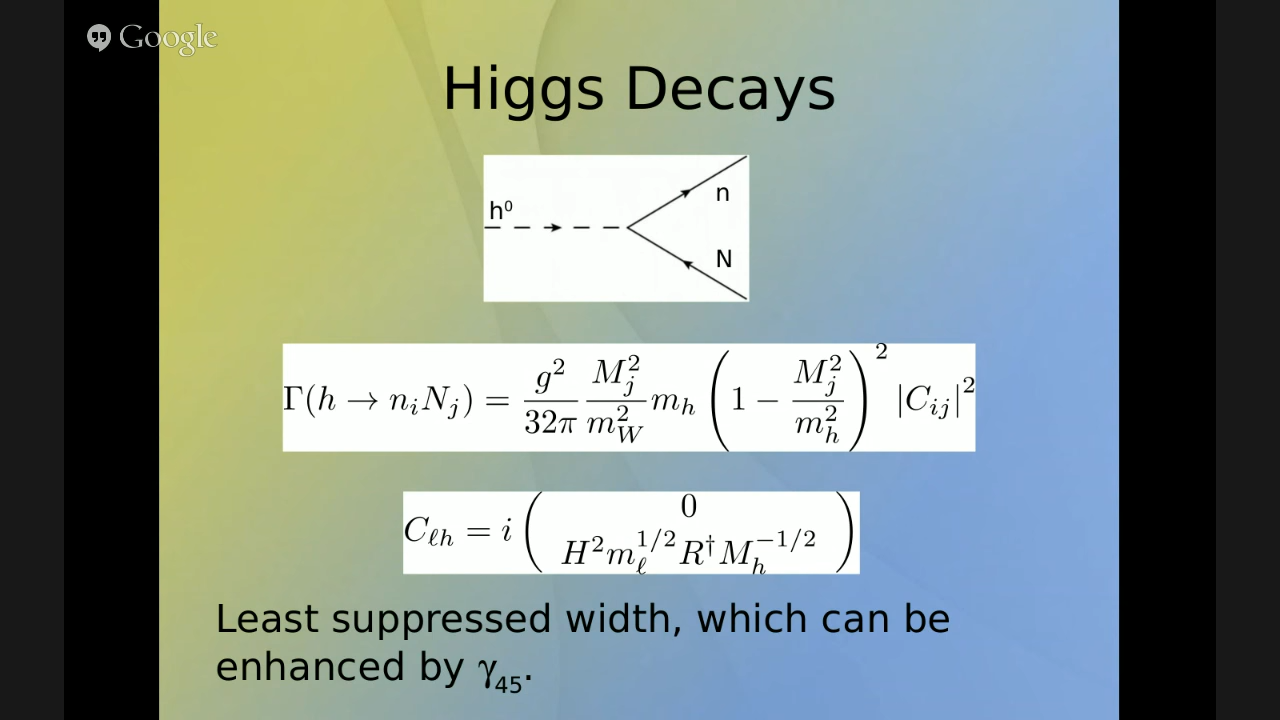 Google
Higgs Decays
h⁰
n
N
Γ(h → nᵢNⱼ) = g²/32π Mⱼ²/m_W² m_h (1 − Mⱼ²/m_h²)² |Cᵢⱼ|²
C_ℓh = i ( 0
H² m_ℓ^{1/2} R† M_h^{−1/2} )
Least suppressed width, which can be
enhanced by γ₄₅.